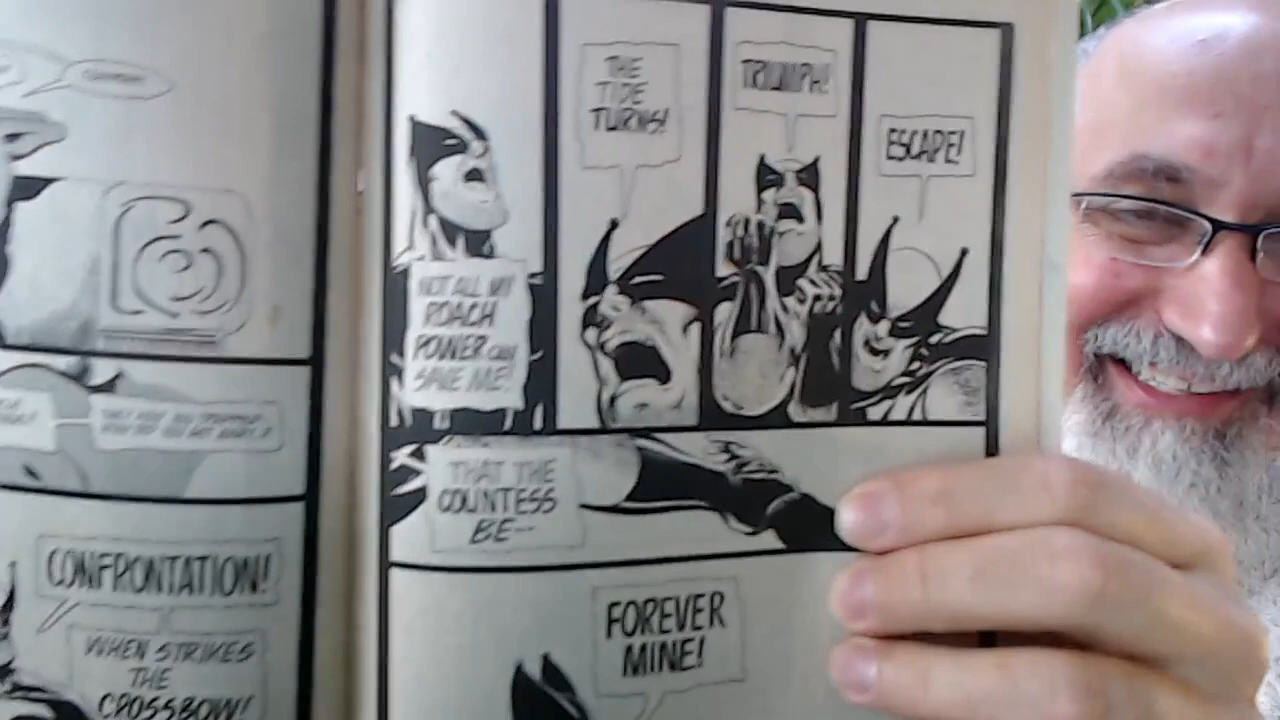 CONFRONTATION!
WHEN STRIKES
THE
CROSSBOW!
NOT ALL MY
ROACH
POWER CAN
SAVE ME!
THE
TIDE
TURNS!
TRIUMPH!
ESCAPE!
THAT THE
COUNTESS
BE--
FOREVER
MINE!